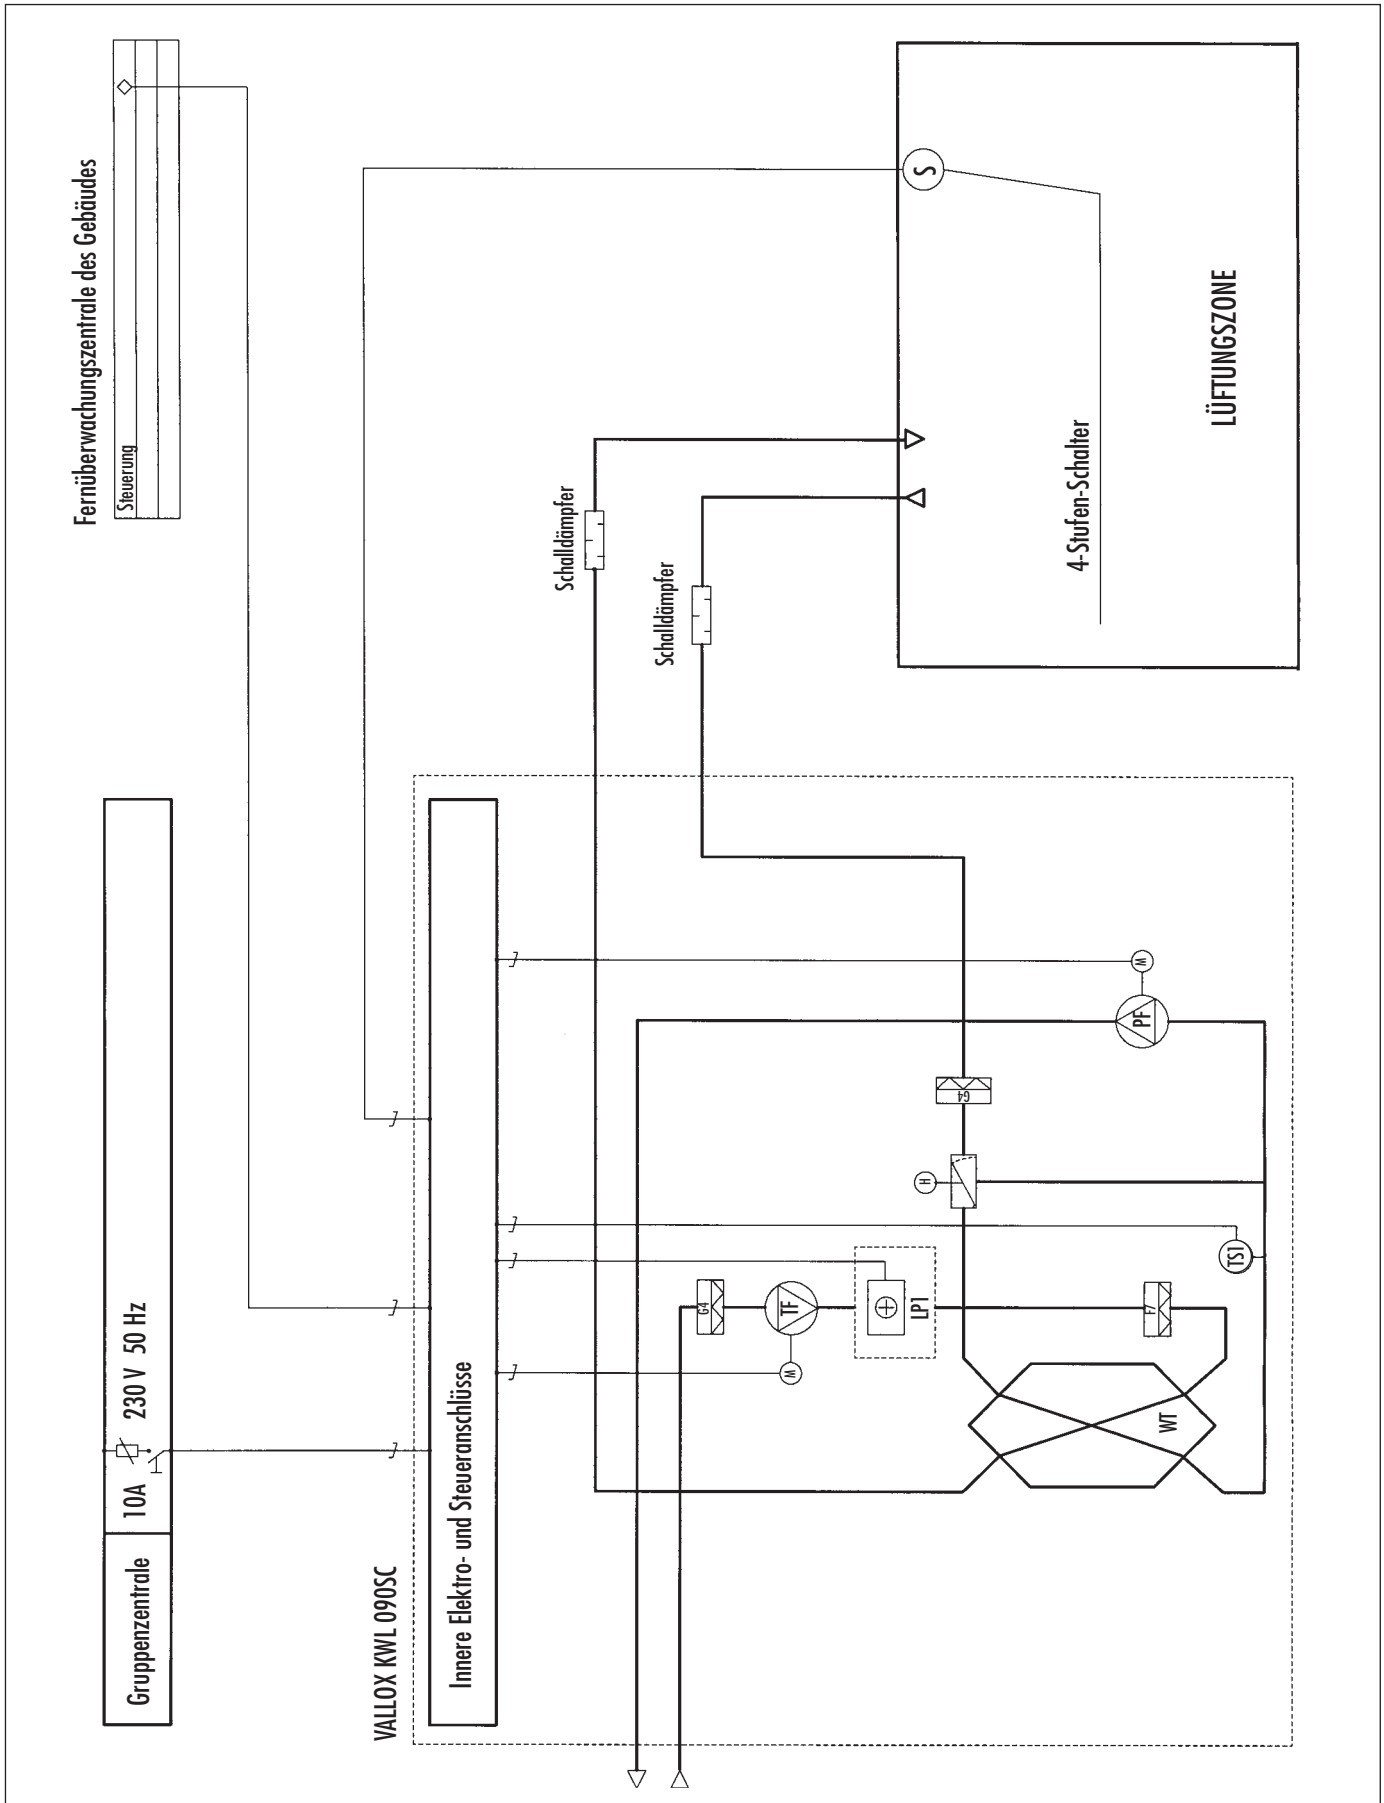 Fernüberwachungszentrale des Gebäudes
Steuerung
Gruppenzentrale
10A
230 V 50 Hz
VALLOX KWL 090SC
Innere Elektro- und Steueranschlüsse
Schalldämpfer
Schalldämpfer
S
4-Stufen-Schalter
LÜFTUNGSZONE
G4
TF
M
LP1
F7
H
G4
PF
M
TS1
WT